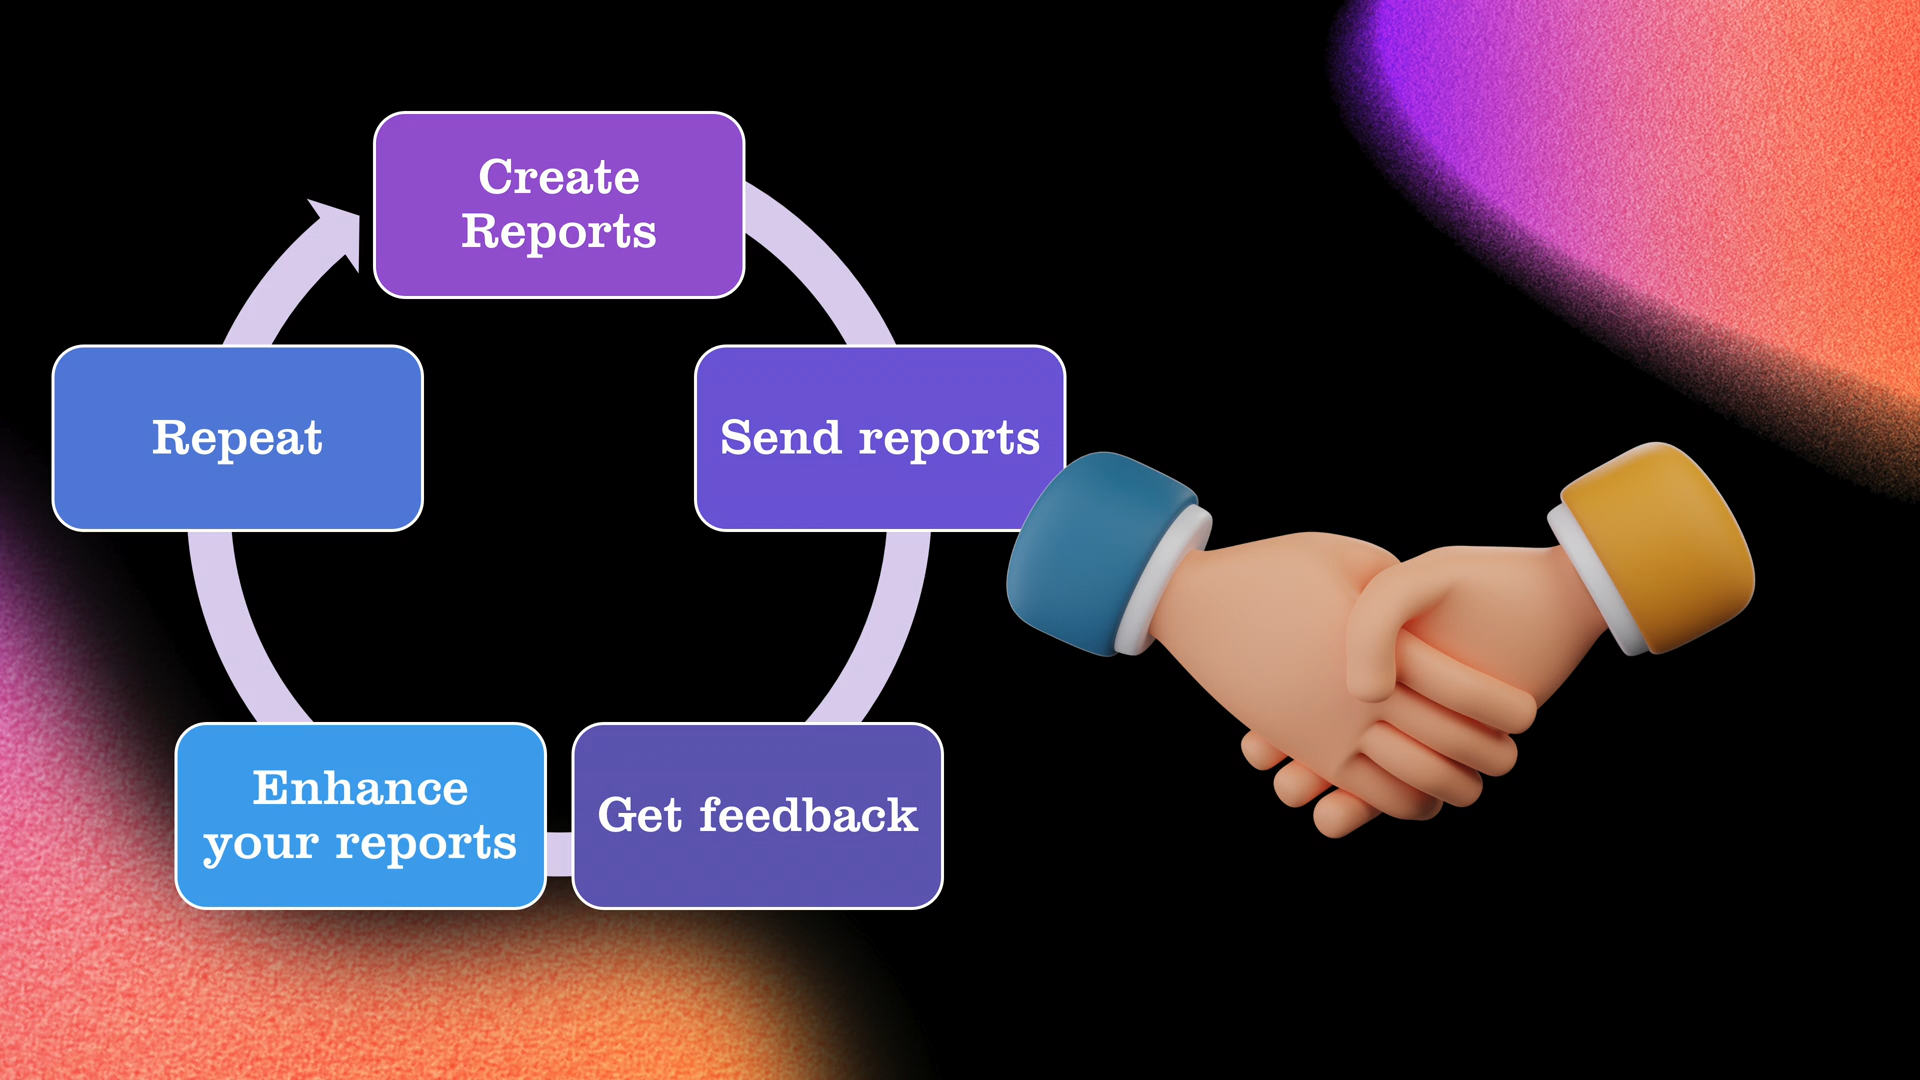 Create
Reports
Send reports
Get feedback
Enhance
your reports
Repeat